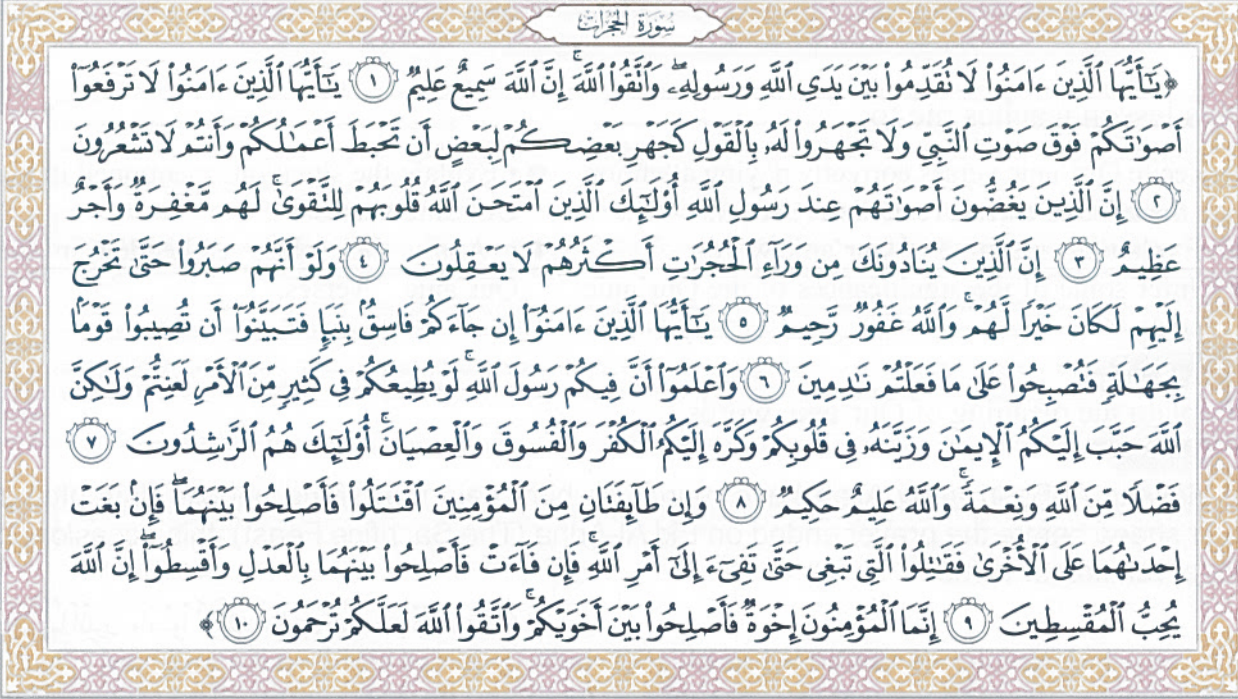 سُورَةُ الحُجُرَاتِ
﴿يَٰٓأَيُّهَا ٱلَّذِينَ ءَامَنُوا۟ لَا تُقَدِّمُوا۟ بَيْنَ يَدَىِ ٱللَّهِ وَرَسُولِهِۦۖ وَٱتَّقُوا۟ ٱللَّهَۚ إِنَّ ٱللَّهَ سَمِيعٌ عَلِيمٌ ١ يَٰٓأَيُّهَا ٱلَّذِينَ ءَامَنُوا۟ لَا تَرْفَعُوٓا۟
أَصْوَٰتَكُمْ فَوْقَ صَوْتِ ٱلنَّبِىِّ وَلَا تَجْهَرُوا۟ لَهُۥ بِٱلْقَوْلِ كَجَهْرِ بَعْضِكُمْ لِبَعْضٍ أَن تَحْبَطَ أَعْمَٰلُكُمْ وَأَنتُمْ لَا تَشْعُرُونَ
٢ إِنَّ ٱلَّذِينَ يَغُضُّونَ أَصْوَٰتَهُمْ عِندَ رَسُولِ ٱللَّهِ أُو۟لَٰٓئِكَ ٱلَّذِينَ ٱمْتَحَنَ ٱللَّهُ قُلُوبَهُمْ لِلتَّقْوَىٰۚ لَهُم مَّغْفِرَةٌ وَأَجْرٌ
عَظِيمٌ ٣ إِنَّ ٱلَّذِينَ يُنَادُونَكَ مِن وَرَآءِ ٱلْحُجُرَٰتِ أَكْثَرُهُمْ لَا يَعْقِلُونَ ٤ وَلَوْ أَنَّهُمْ صَبَرُوا۟ حَتَّىٰ تَخْرُجَ
إِلَيْهِمْ لَكَانَ خَيْرًا لَّهُمْۚ وَٱللَّهُ غَفُورٌ رَّحِيمٌ ٥ يَٰٓأَيُّهَا ٱلَّذِينَ ءَامَنُوٓا۟ إِن جَآءَكُمْ فَاسِقٌۢ بِنَبَإٍ فَتَبَيَّنُوٓا۟ أَن تُصِيبُوا۟ قَوْمًۢا
بِجَهَٰلَةٍ فَتُصْبِحُوا۟ عَلَىٰ مَا فَعَلْتُمْ نَٰدِمِينَ ٦ وَٱعْلَمُوٓا۟ أَنَّ فِيكُمْ رَسُولَ ٱللَّهِۚ لَوْ يُطِيعُكُمْ فِى كَثِيرٍ مِّنَ ٱلْأَمْرِ لَعَنِتُّمْ وَلَٰكِنَّ
ٱللَّهَ حَبَّبَ إِلَيْكُمُ ٱلْإِيمَٰنَ وَزَيَّنَهُۥ فِى قُلُوبِكُمْ وَكَرَّهَ إِلَيْكُمُ ٱلْكُفْرَ وَٱلْفُسُوقَ وَٱلْعِصْيَانَۚ أُو۟لَٰٓئِكَ هُمُ ٱلرَّٰشِدُونَ ٧
فَضْلًا مِّنَ ٱللَّهِ وَنِعْمَةًۚ وَٱللَّهُ عَلِيمٌ حَكِيمٌ ٨ وَإِن طَآئِفَتَانِ مِنَ ٱلْمُؤْمِنِينَ ٱقْتَتَلُوا۟ فَأَصْلِحُوا۟ بَيْنَهُمَاۖ فَإِنۢ بَغَتْ
إِحْدَىٰهُمَا عَلَى ٱلْأُخْرَىٰ فَقَٰتِلُوا۟ ٱلَّتِى تَبْغِى حَتَّىٰ تَفِىٓءَ إِلَىٰٓ أَمْرِ ٱللَّهِۚ فَإِن فَآءَتْ فَأَصْلِحُوا۟ بَيْنَهُمَا بِٱلْعَدْلِ وَأَقْسِطُوٓا۟ۖ إِنَّ ٱللَّهَ
يُحِبُّ ٱلْمُقْسِطِينَ ٩ إِنَّمَا ٱلْمُؤْمِنُونَ إِخْوَةٌ فَأَصْلِحُوا۟ بَيْنَ أَخَوَيْكُمْۚ وَٱتَّقُوا۟ ٱللَّهَ لَعَلَّكُمْ تُرْحَمُونَ ١٠﴾